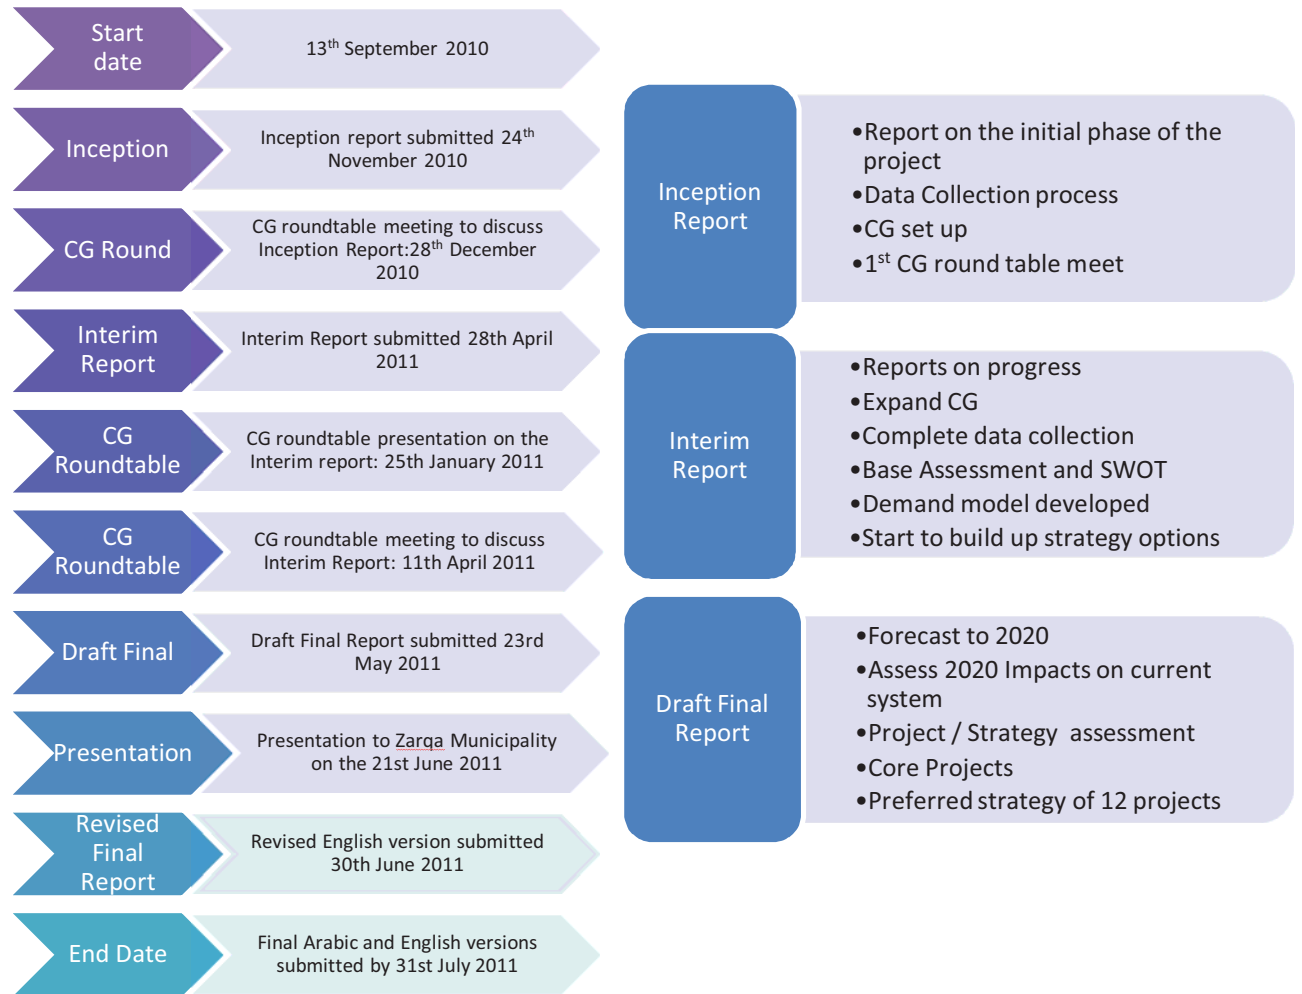 Start
date
13th September 2010
Inception
Inception report submitted 24th
November 2010
CG Round
CG roundtable meeting to discuss
Inception Report:28th December
2010
Interim
Report
Interim Report submitted 28th April
2011
CG
Roundtable
CG roundtable presentation on the
Interim report: 25th January 2011
CG
Roundtable
CG roundtable meeting to discuss
Interim Report: 11th April 2011
Draft Final
Draft Final Report submitted 23rd
May 2011
Presentation
Presentation to Zarqa Municipality
on the 21st June 2011
Revised
Final
Report
Revised English version submitted
30th June 2011
End Date
Final Arabic and English versions
submitted by 31st July 2011
Inception
Report
•Report on the initial phase of the
project
•Data Collection process
•CG set up
•1st CG round table meet
Interim
Report
•Reports on progress
•Expand CG
•Complete data collection
•Base Assessment and SWOT
•Demand model developed
•Start to build up strategy options
Draft Final
Report
•Forecast to 2020
•Assess 2020 Impacts on current
system
•Project / Strategy assessment
•Core Projects
•Preferred strategy of 12 projects